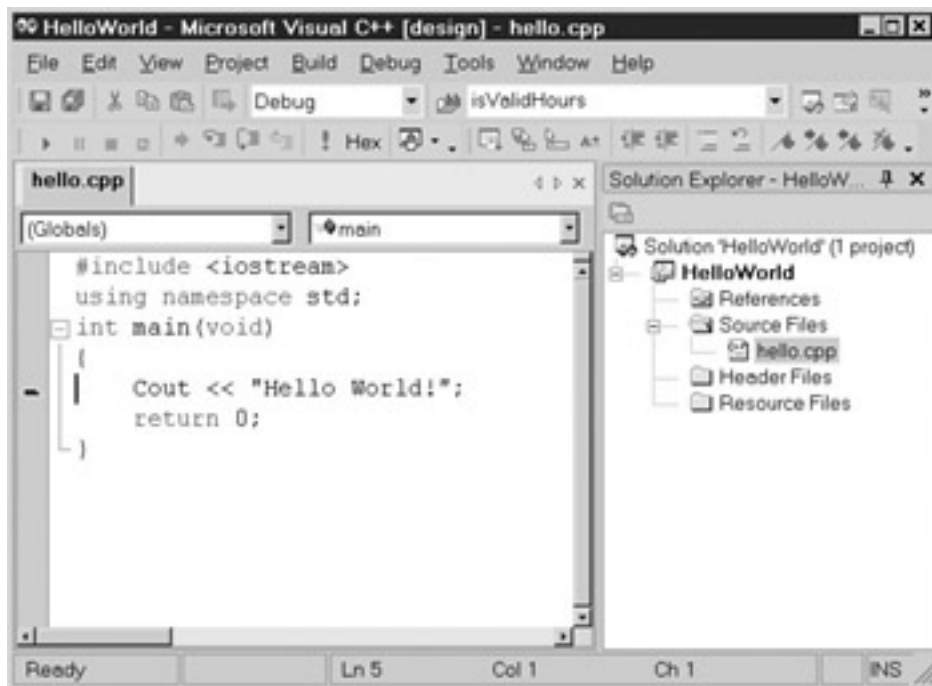 HelloWorld - Microsoft Visual C++ [design] - hello.cpp
File Edit View Project Build Debug Tools Window Help
Debug isValidHours
Hex
hello.cpp
(Globals) main
#include <iostream>
using namespace std;
int main(void)
{
Cout << "Hello World!";
return 0;
}
Solution Explorer - HelloW...
Solution 'HelloWorld' (1 project)
HelloWorld
References
Source Files
hello.cpp
Header Files
Resource Files
Ready Ln 5 Col 1 Ch 1 INS